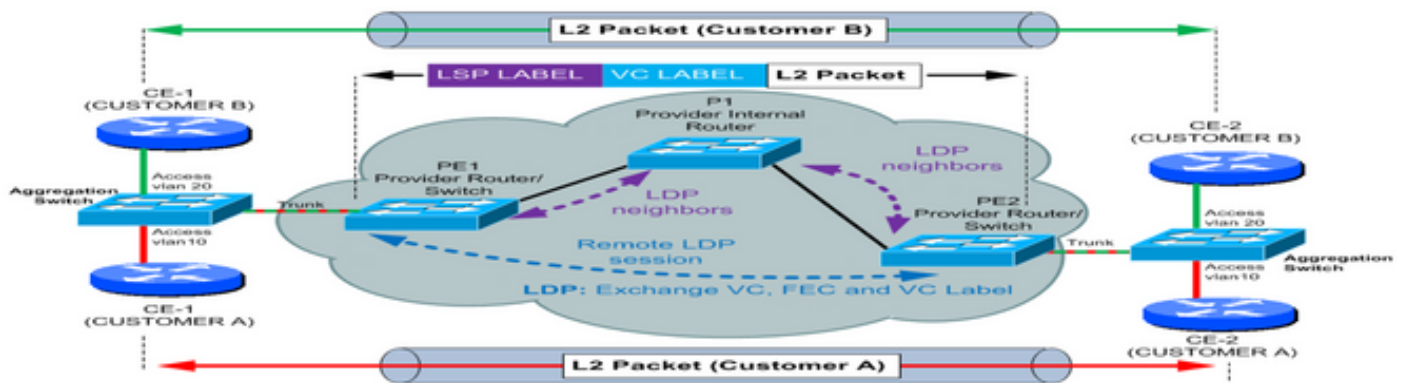 L2 Packet (Customer B)
LSP LABEL VC LABEL L2 Packet
CE-1
(CUSTOMER B)
P1
Provider Internal
Router
CE-2
(CUSTOMER B)
PE1
Provider Router/
Switch
LDP
neighbors
Access
vlan 20
Aggregation
Switch
Trunk
LDP
neighbors
PE2
Provider Router/
Switch
Access
vlan 20
Access
vlan10
Remote LDP
session
Trunk
Aggregation
Switch
Access
vlan10
LDP: Exchange VC, FEC and VC Label
CE-1
(CUSTOMER A)
CE-2
(CUSTOMER A)
L2 Packet (Customer A)